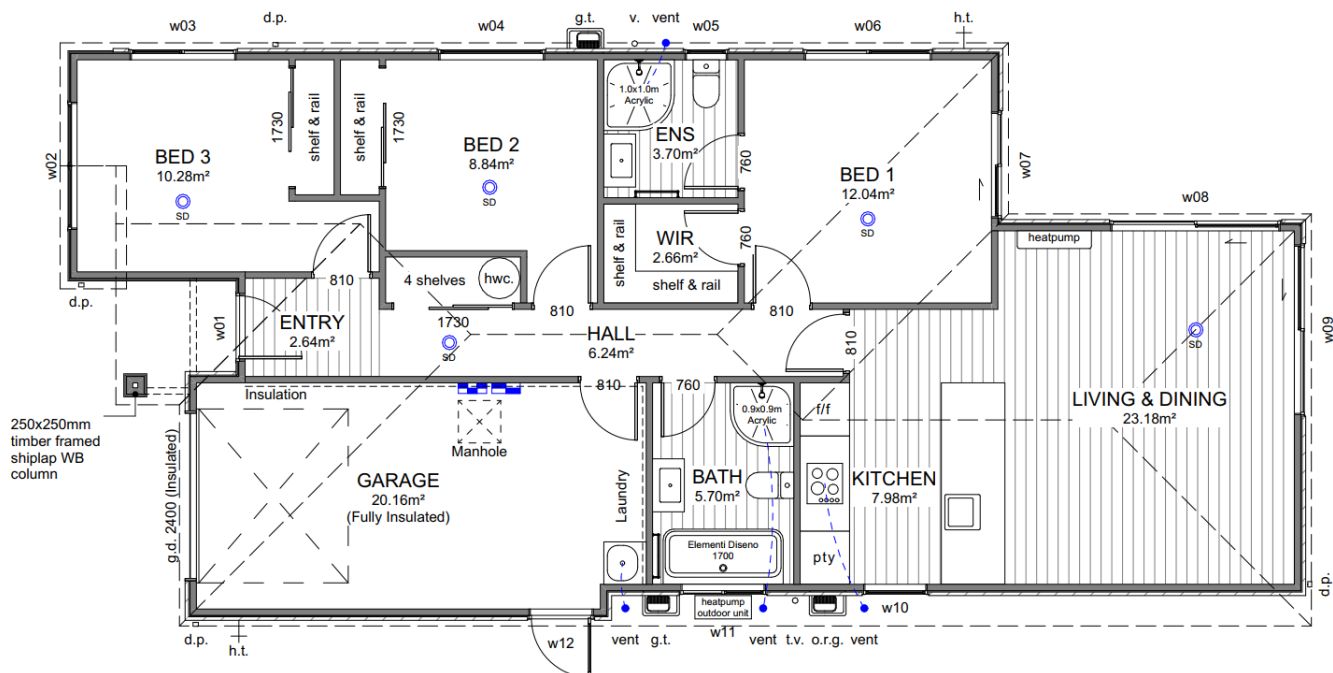 w03
d.p.
w04
g.t.
v.
vent
w05
w06
h.t.
w02
BED 3
10.28m²
SD
1730
shelf & rail
shelf & rail
1730
BED 2
8.84m²
SD
1.0x1.0m
Acrylic
ENS
3.70m²
760
BED 1
12.04m²
SD
w07
w08
heatpump
WIR
2.66m²
shelf & rail
shelf & rail
760
d.p.
w01
810
ENTRY
2.64m²
4 shelves
hwc.
1730
SD
810
HALL
6.24m²
810
810
SD
w09
250x250mm
timber framed
shiplap WB
column
Insulation
Manhole
810
760
0.9x0.9m
Acrylic
f/f
LIVING & DINING
23.18m²
g.d. 2400 (Insulated)
GARAGE
20.16m²
(Fully Insulated)
Laundry
BATH
5.70m²
KITCHEN
7.98m²
Elementi Diseno
1700
pty
d.p.
d.p.
h.t.
w12
vent
g.t.
heatpump
outdoor unit
w11
vent
t.v.
o.r.g.
vent
w10